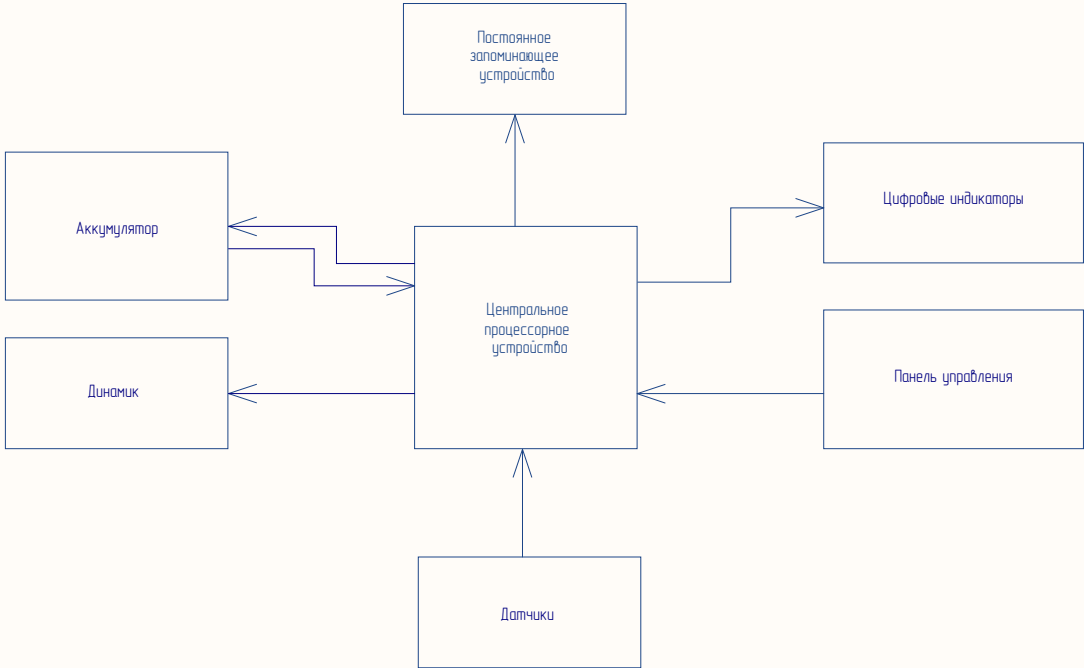 Постоянное
запоминающее
устройство
Цифровые индикаторы
Аккумулятор
Центральное
процессорное
устройство
Панель управления
Динамик
Датчики